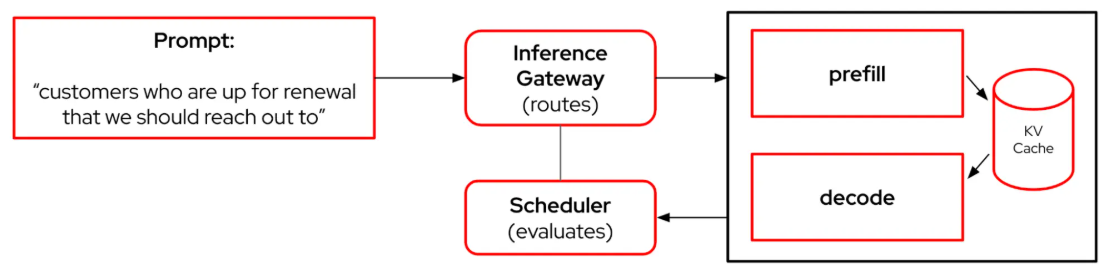 Prompt:
“customers who are up for renewal
that we should reach out to”
Inference
Gateway
(routes)
Scheduler
(evaluates)
prefill
decode
KV
Cache